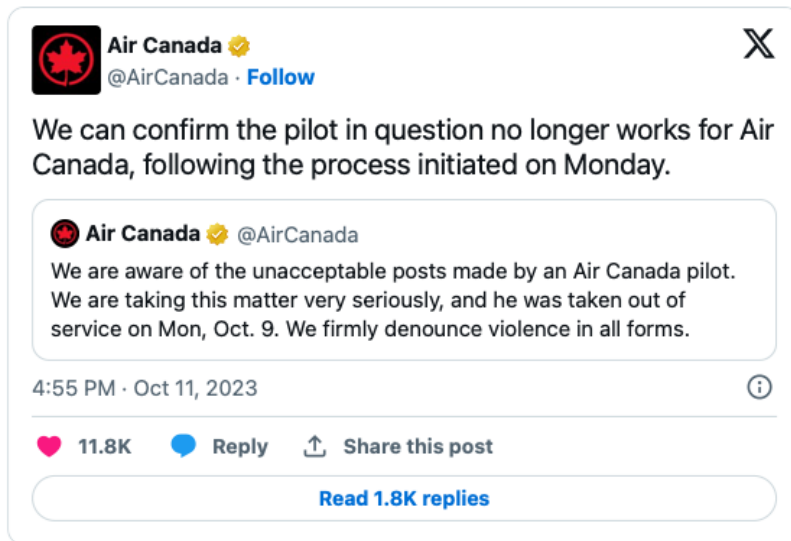 Air Canada
@AirCanada · Follow
We can confirm the pilot in question no longer works for Air
Canada, following the process initiated on Monday.
Air Canada @AirCanada
We are aware of the unacceptable posts made by an Air Canada pilot.
We are taking this matter very seriously, and he was taken out of
service on Mon, Oct. 9. We firmly denounce violence in all forms.
4:55 PM · Oct 11, 2023
11.8K Reply Share this post
Read 1.8K replies